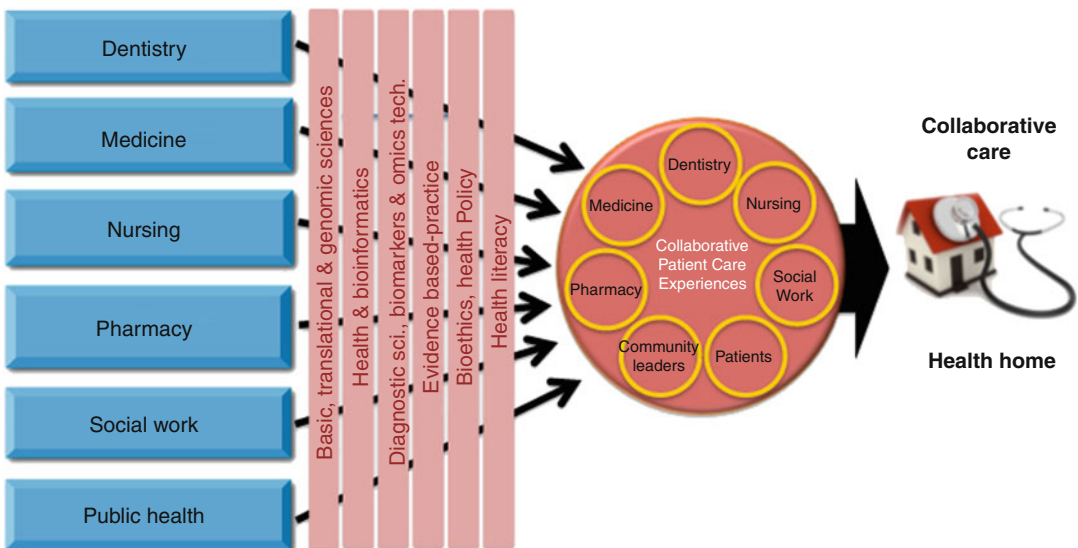 Dentistry
Medicine
Nursing
Pharmacy
Social work
Public health
Basic, translational & genomic sciences
Health & bioinformatics
Diagnostic sci., biomarkers & omics tech.
Evidence based-practice
Bioethics, health Policy
Health literacy
Dentistry
Medicine
Nursing
Collaborative
Patient Care
Experiences
Pharmacy
Social
Work
Community
leaders
Patients
Collaborative
care
Health home